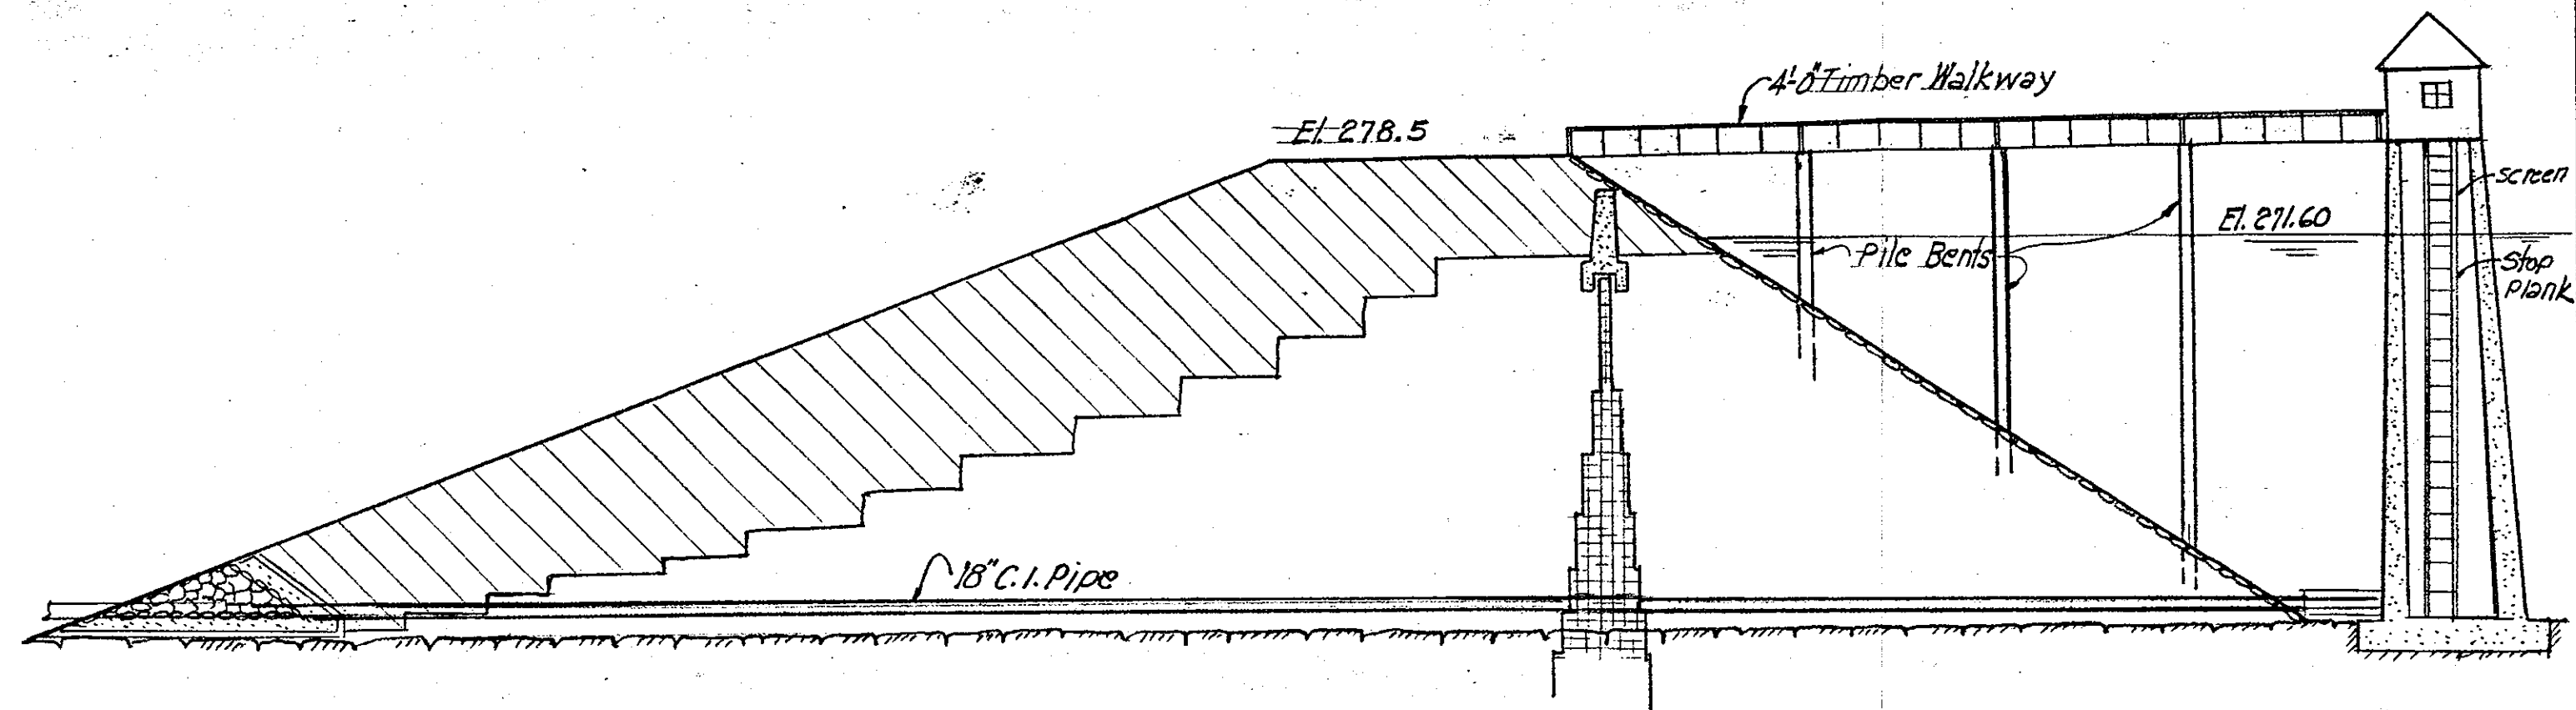 4'-0" Timber Walkway
El. 278.5
screen
El. 271.60
Pile Bents
Stop
Plank
18" C.I. Pipe